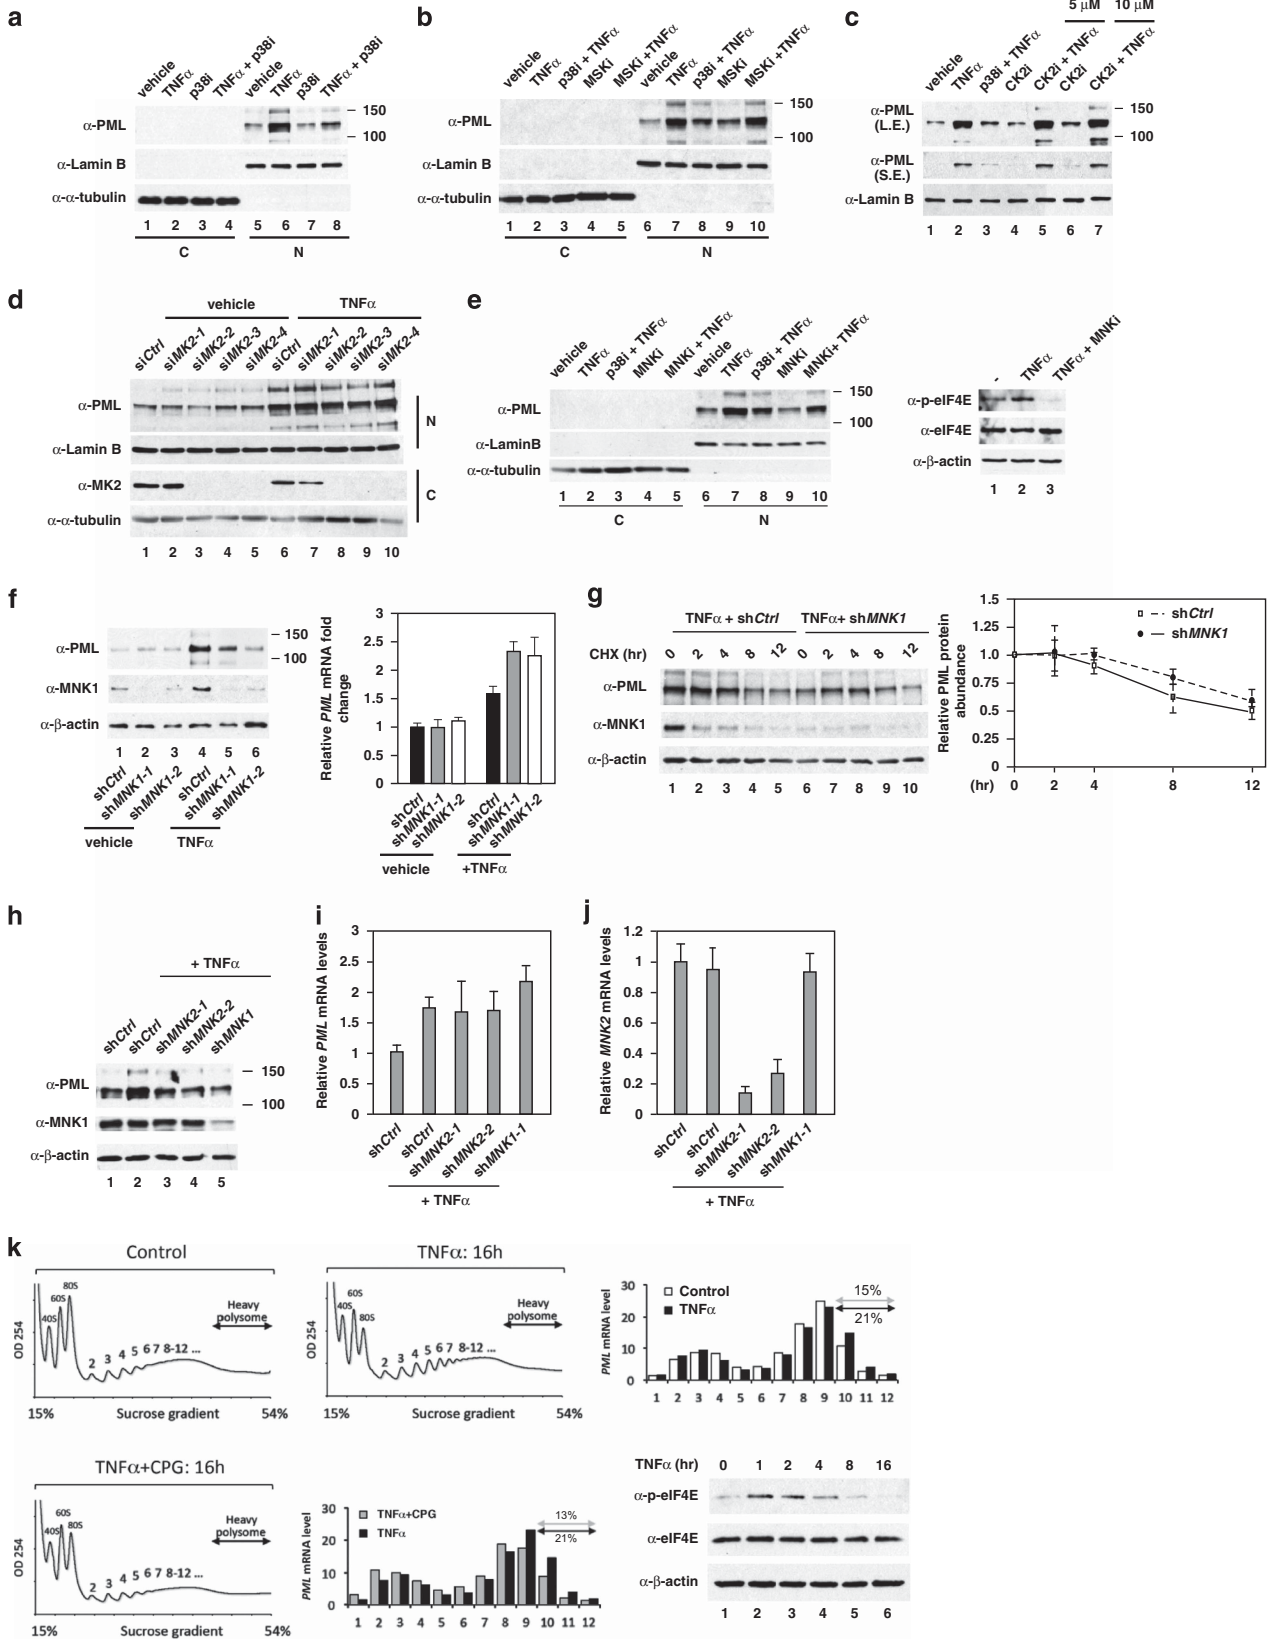 a
vehicle
TNFα
p38i
TNFα + p38i
vehicle
TNFα
p38i
TNFα + p38i
α-PML
150
100
α-Lamin B
α-α-tubulin
1 2 3 4 5 6 7 8
C N
b
vehicle
TNFα
p38i + TNFα
MSKi
MSKi + TNFα
vehicle
TNFα
p38i + TNFα
MSKi
MSKi +TNFα
α-PML
150
100
α-Lamin B
α-α-tubulin
1 2 3 4 5 6 7 8 9 10
C N
c
5 μM 10 μM
vehicle
TNFα
p38i + TNFα
CK2i
CK2i + TNFα
CK2i
CK2i + TNFα
α-PML
(L.E.)
150
100
α-PML
(S.E.)
α-Lamin B
1 2 3 4 5 6 7
d
vehicle TNFα
siCtrl
siMK2-1
siMK2-2
siMK2-3
siMK2-4
siCtrl
siMK2-1
siMK2-2
siMK2-3
siMK2-4
α-PML
N
α-Lamin B
α-MK2
C
α-α-tubulin
1 2 3 4 5 6 7 8 9 10
e
vehicle
TNFα
p38i + TNFα
MNKi
MNKi + TNFα
vehicle
TNFα
p38i + TNFα
MNKi
MNKi+ TNFα
α-PML
150
100
α-LaminB
α-α-tubulin
1 2 3 4 5 6 7 8 9 10
C N
-
TNFα
TNFα + MNKi
α-p-eIF4E
α-eIF4E
α-β-actin
1 2 3
f
α-PML
150
100
α-MNK1
α-β-actin
1 2 3 4 5 6
shCtrl
shMNK1-1
shMNK1-2
shCtrl
shMNK1-1
shMNK1-2
vehicle TNFα
Relative PML mRNA fold
change
3
2.5
2
1.5
1
0.5
0
shCtrl
shMNK1-1
shMNK1-2
shCtrl
shMNK1-1
shMNK1-2
vehicle +TNFα
g
TNFα + shCtrl TNFα+ shMNK1
CHX (hr) 0 2 4 8 12 0 2 4 8 12
α-PML
α-MNK1
α-β-actin
1 2 3 4 5 6 7 8 9 10
Relative PML protein
abundance
1.5
1.25
1.0
0.75
0.5
0.25
0
shCtrl
shMNK1
(hr) 0 2 4 8 12
h
+ TNFα
shCtrl
shCtrl
shMNK2-1
shMNK2-2
shMNK1
α-PML
150
100
α-MNK1
α-β-actin
1 2 3 4 5
i
Relative PML mRNA levels
3
2.5
2
1.5
1
0.5
0
shCtrl
shCtrl
shMNK2-1
shMNK2-2
shMNK1-1
+ TNFα
j
Relative MNK2 mRNA levels
1.2
1
0.8
0.6
0.4
0.2
0
shCtrl
shCtrl
shMNK2-1
shMNK2-2
shMNK1-1
+ TNFα
k
Control
OD 254
40S 60S 80S
Heavy
polysome
2 3 4 5 6 7 8-12 ...
15% Sucrose gradient 54%
TNFα: 16h
OD 254
40S 60S 80S
Heavy
polysome
2 3 4 5 6 7 8-12 ...
15% Sucrose gradient 54%
PML mRNA level
30
20
10
0
Control
TNFα
15%
21%
1 2 3 4 5 6 7 8 9 10 11 12
TNFα+CPG: 16h
OD 254
40S 60S 80S
Heavy
polysome
2 3 4 5 6 7 8-12 ...
15% Sucrose gradient 54%
PML mRNA level
30
20
10
0
TNFα+CPG
TNFα
13%
21%
1 2 3 4 5 6 7 8 9 10 11 12
TNFα (hr) 0 1 2 4 8 16
α-p-eIF4E
α-eIF4E
α-β-actin
1 2 3 4 5 6